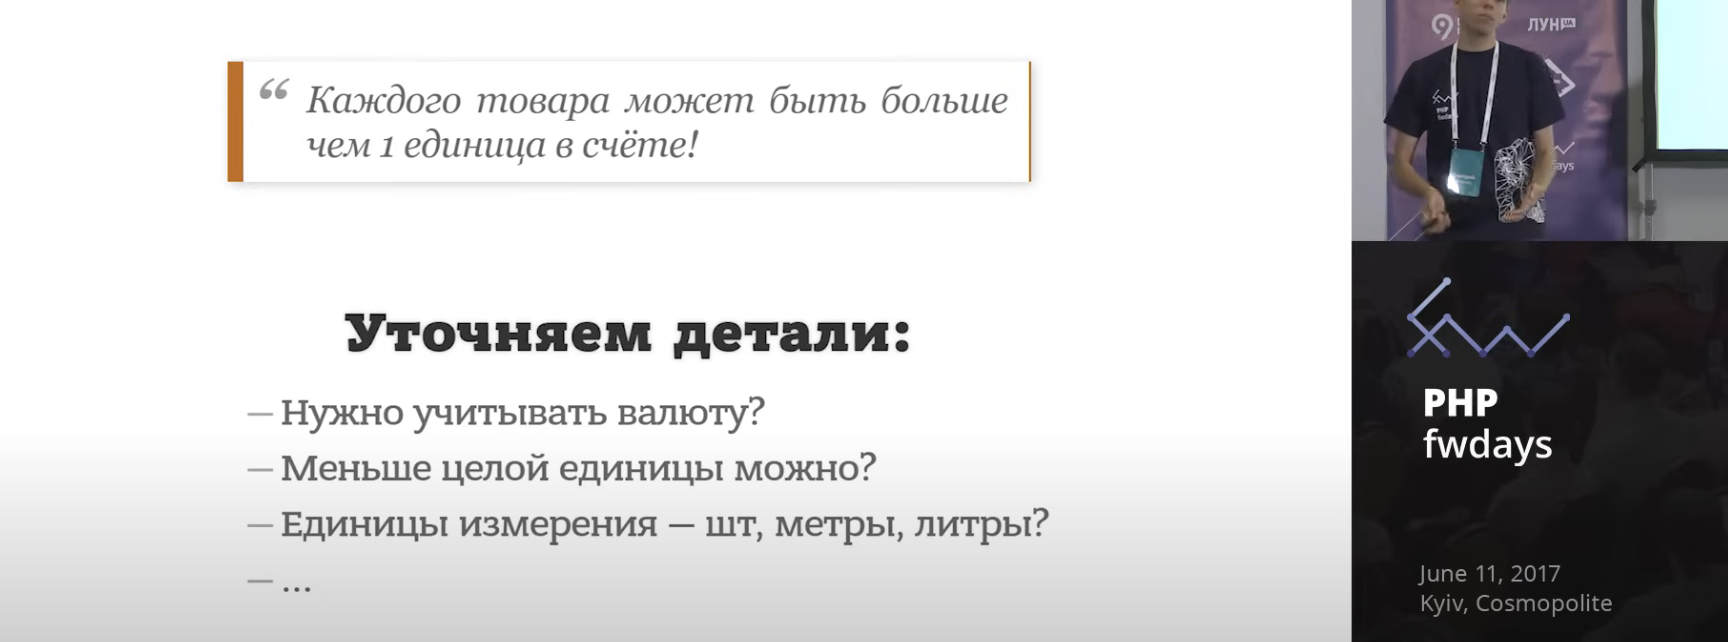 “ Каждого товара может быть больше
чем 1 единица в счёте!
Уточняем детали:
— Нужно учитывать валюту?
— Меньше целой единицы можно?
— Единицы измерения — шт, метры, литры?
— ...
ЛУН UA
PHP
fwdays
June 11, 2017
Kyiv, Cosmopolite